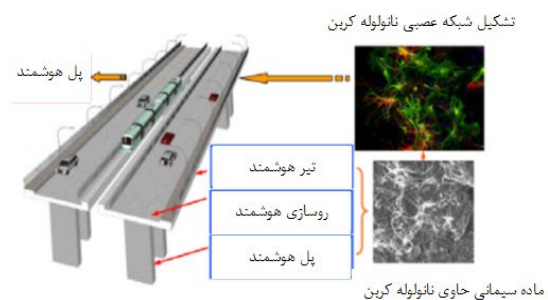 تشکیل شبکه عصبی نانولوله کربن
پل هوشمند
تیر هوشمند
روسازی هوشمند
پل هوشمند
ماده سیمانی حاوی نانولوله کربن